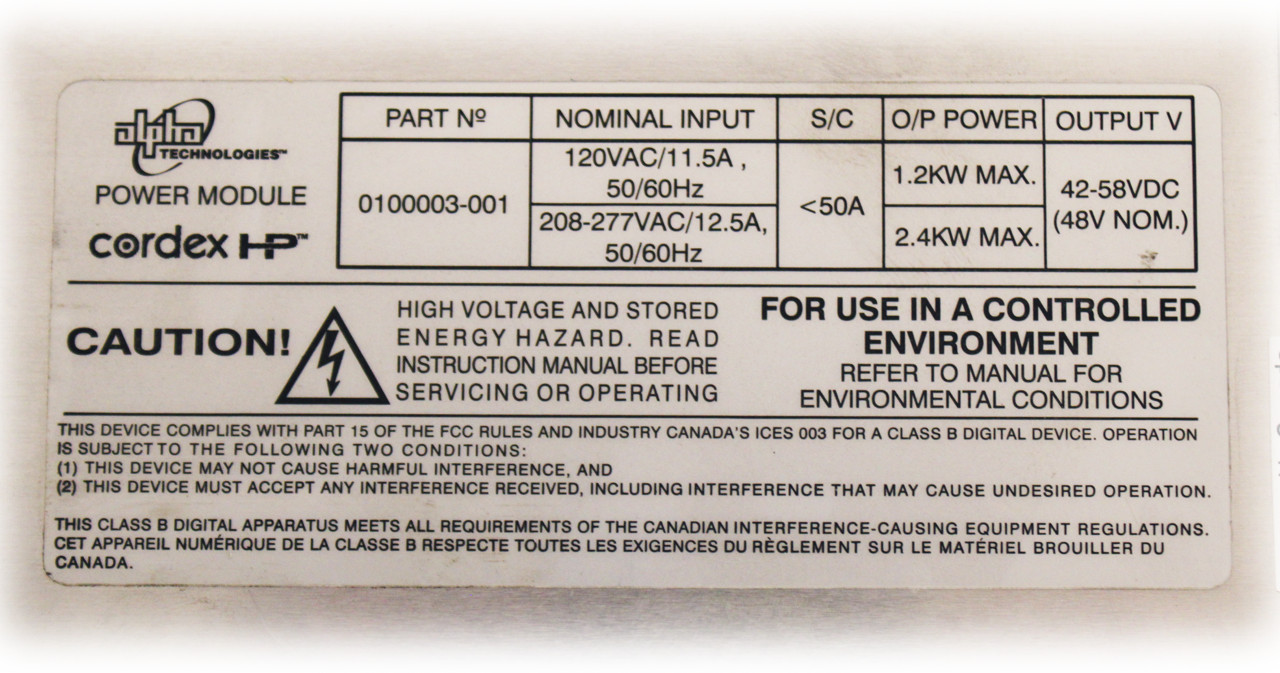 alpha
TECHNOLOGIES™
POWER MODULE
cordex HP™
PART Nº
NOMINAL INPUT
S/C
O/P POWER
OUTPUT V
0100003-001
120VAC/11.5A ,
50/60Hz
208-277VAC/12.5A,
50/60Hz
<50A
1.2KW MAX.
2.4KW MAX.
42-58VDC
(48V NOM.)
CAUTION!
HIGH VOLTAGE AND STORED
ENERGY HAZARD. READ
INSTRUCTION MANUAL BEFORE
SERVICING OR OPERATING
FOR USE IN A CONTROLLED
ENVIRONMENT
REFER TO MANUAL FOR
ENVIRONMENTAL CONDITIONS
THIS DEVICE COMPLIES WITH PART 15 OF THE FCC RULES AND INDUSTRY CANADA'S ICES 003 FOR A CLASS B DIGITAL DEVICE. OPERATION
IS SUBJECT TO THE FOLLOWING TWO CONDITIONS:
(1) THIS DEVICE MAY NOT CAUSE HARMFUL INTERFERENCE, AND
(2) THIS DEVICE MUST ACCEPT ANY INTERFERENCE RECEIVED, INCLUDING INTERFERENCE THAT MAY CAUSE UNDESIRED OPERATION.
THIS CLASS B DIGITAL APPARATUS MEETS ALL REQUIREMENTS OF THE CANADIAN INTERFERENCE-CAUSING EQUIPMENT REGULATIONS.
CET APPAREIL NUMÉRIQUE DE LA CLASSE B RESPECTE TOUTES LES EXIGENCES DU RÈGLEMENT SUR LE MATÉRIEL BROUILLER DU
CANADA.